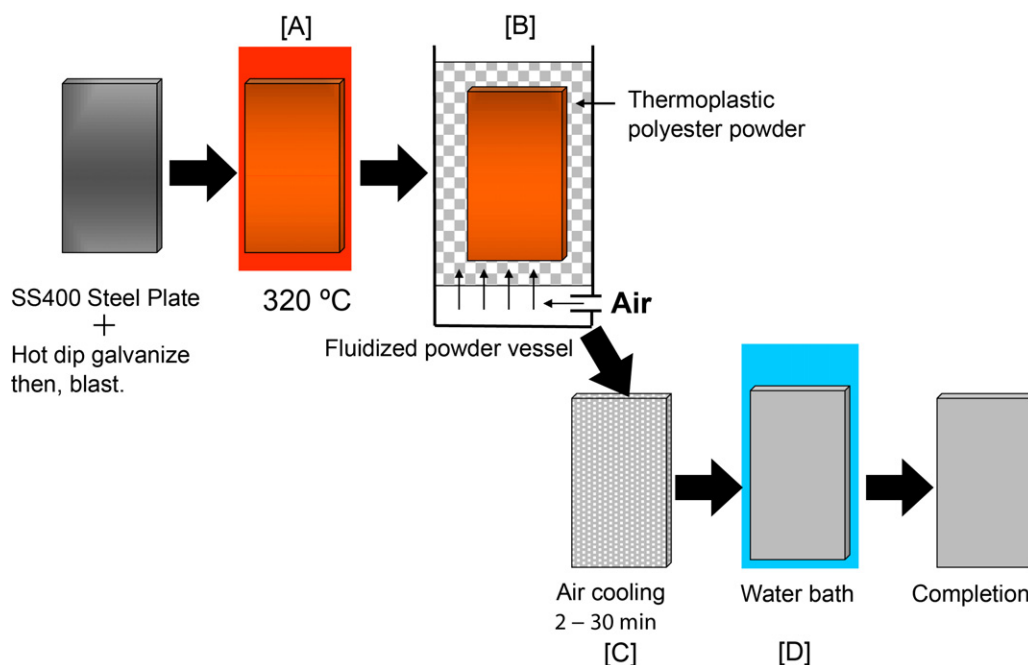 [A]
[B]
Thermoplastic
polyester powder
SS400 Steel Plate
+
Hot dip galvanize
then, blast.
320 ºC
Air
Fluidized powder vessel
Air cooling
2 – 30 min
[C]
Water bath
[D]
Completion